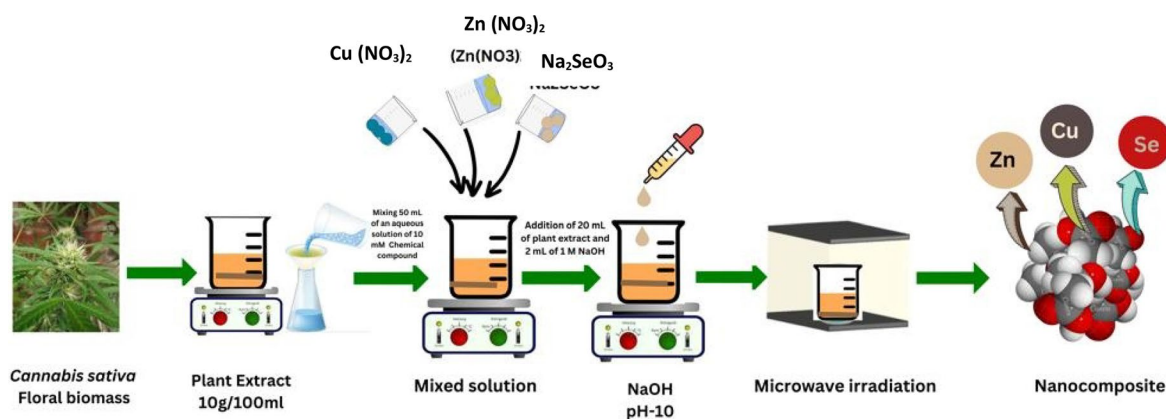 Zn (NO₃)₂
Cu (NO₃)₂
(Zn(NO3)
Na₂SeO₃
Na2SeO3
Zn
Cu
Se
Mixing 50 mL
of an aqueous
solution of 10
mM Chemical
compound
Addition of 20 mL
of plant extract and
2 mL of 1 M NaOH
Cannabis sativa
Floral biomass
Plant Extract
10g/100ml
Mixed solution
NaOH
pH-10
Microwave irradiation
Nanocomposite